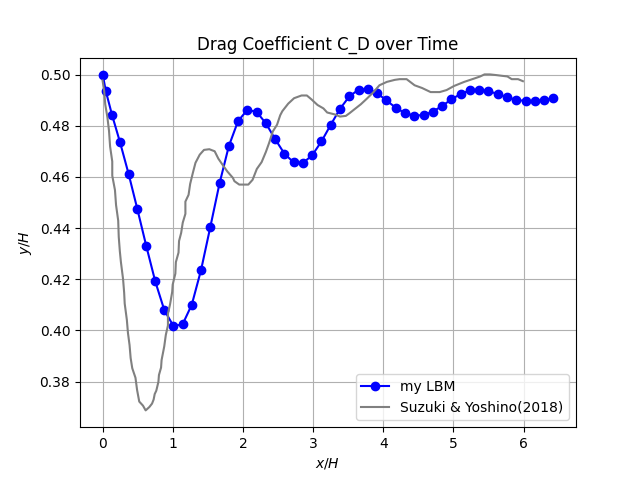 Drag Coefficient C_D over Time
y/H
0.50
0.48
0.46
0.44
0.42
0.40
0.38
0 1 2 3 4 5 6
x/H
my LBM
Suzuki & Yoshino(2018)